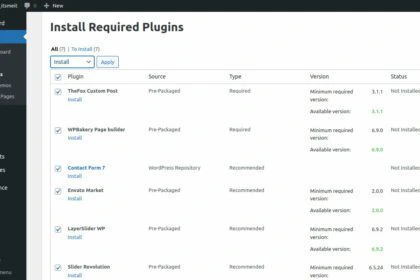 itsmeit 0 + New
Install Required Plugins
All (7) | To Install (7)
Install Apply
Plugin Source Type Version Status
TheFox Custom Post Pre-Packaged Required Minimum required version: 3.1.1 Not Installed
Install Available version: 3.1.1
WPBakery Page builder Pre-Packaged Required Minimum required version: 6.9.0 Not Installed
Install Available version: 6.9.0
Contact Form 7 WordPress Repository Recommended Not Installed
Install
Envato Market Pre-Packaged Recommended Minimum required version: 2.0.0 Not Installed
Install Available version: 2.0.0
LayerSlider WP Pre-Packaged Recommended Minimum required version: 6.9.2 Not Installed
Install Available version: 6.9.2
Slider Revolution Pre-Packaged Recommended Minimum required version: 6.5.24 Not Installed
Install
Pages